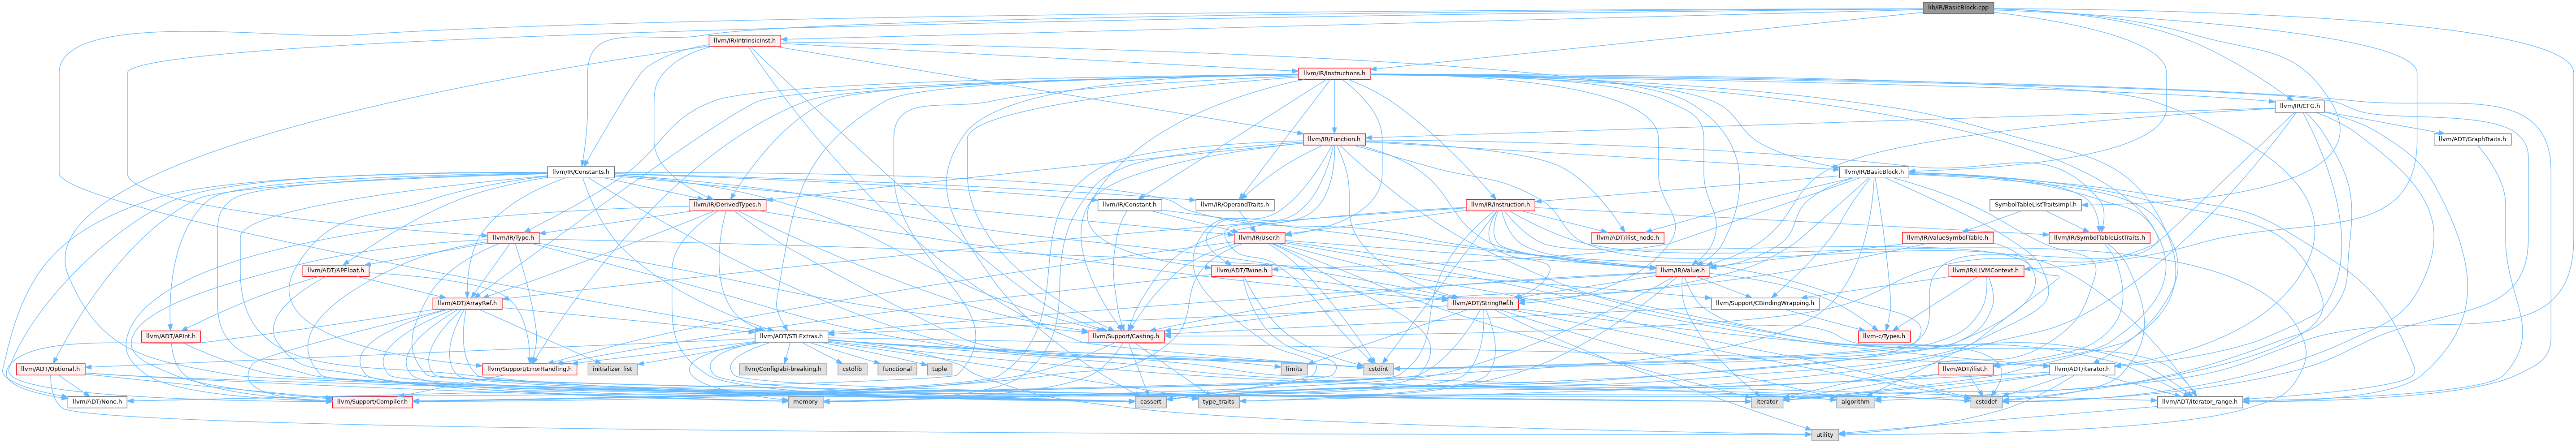 lib/IR/BasicBlock.cpp
llvm/IR/IntrinsicInst.h
llvm/IR/Instructions.h
llvm/IR/CFG.h
llvm/IR/Function.h
llvm/ADT/GraphTraits.h
llvm/IR/Constants.h
llvm/IR/BasicBlock.h
llvm/IR/DerivedTypes.h
llvm/IR/Constant.h
llvm/IR/OperandTraits.h
llvm/IR/Instruction.h
SymbolTableListTraitsImpl.h
llvm/IR/Type.h
llvm/IR/User.h
llvm/ADT/ilist_node.h
llvm/IR/ValueSymbolTable.h
llvm/IR/SymbolTableListTraits.h
llvm/ADT/APFloat.h
llvm/ADT/Twine.h
llvm/IR/Value.h
llvm/IR/LLVMContext.h
llvm/ADT/ArrayRef.h
llvm/ADT/StringRef.h
llvm/Support/CBindingWrapping.h
llvm/ADT/APInt.h
llvm/ADT/STLExtras.h
llvm/Support/Casting.h
llvm-c/Types.h
llvm/ADT/Optional.h
llvm/Support/ErrorHandling.h
initializer_list
llvm/Config/abi-breaking.h
cstdlib
functional
tuple
limits
cstdint
llvm/ADT/ilist.h
llvm/ADT/iterator.h
llvm/ADT/None.h
llvm/Support/Compiler.h
memory
cassert
type_traits
iterator
algorithm
cstddef
llvm/ADT/iterator_range.h
utility